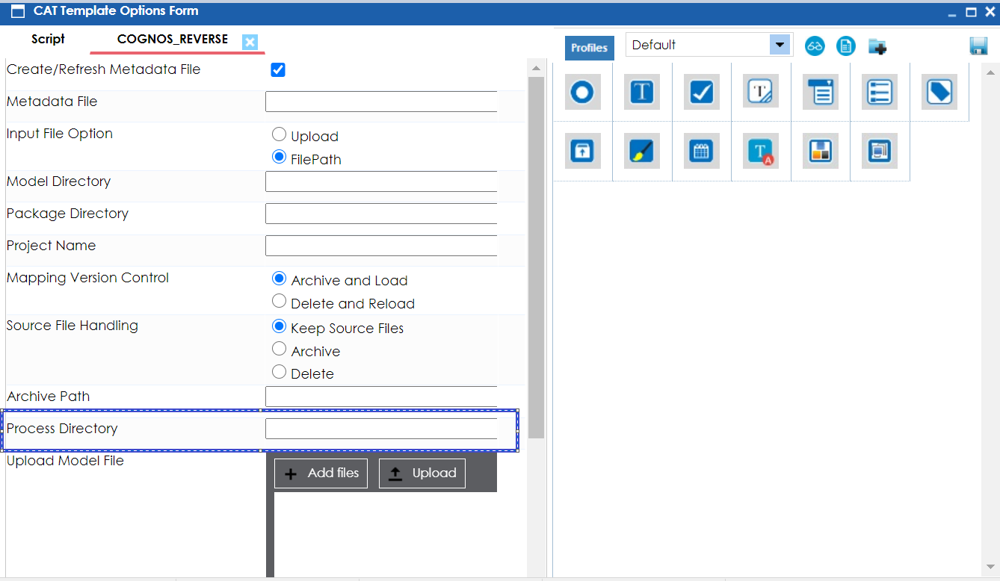 CAT Template Options Form
Script
COGNOS_REVERSE
Profiles
Default
Create/Refresh Metadata File
Metadata File
Input File Option
Upload
FilePath
Model Directory
Package Directory
Project Name
Mapping Version Control
Archive and Load
Delete and Reload
Source File Handling
Keep Source Files
Archive
Delete
Archive Path
Process Directory
Upload Model File
Add files
Upload
T
T
T
A